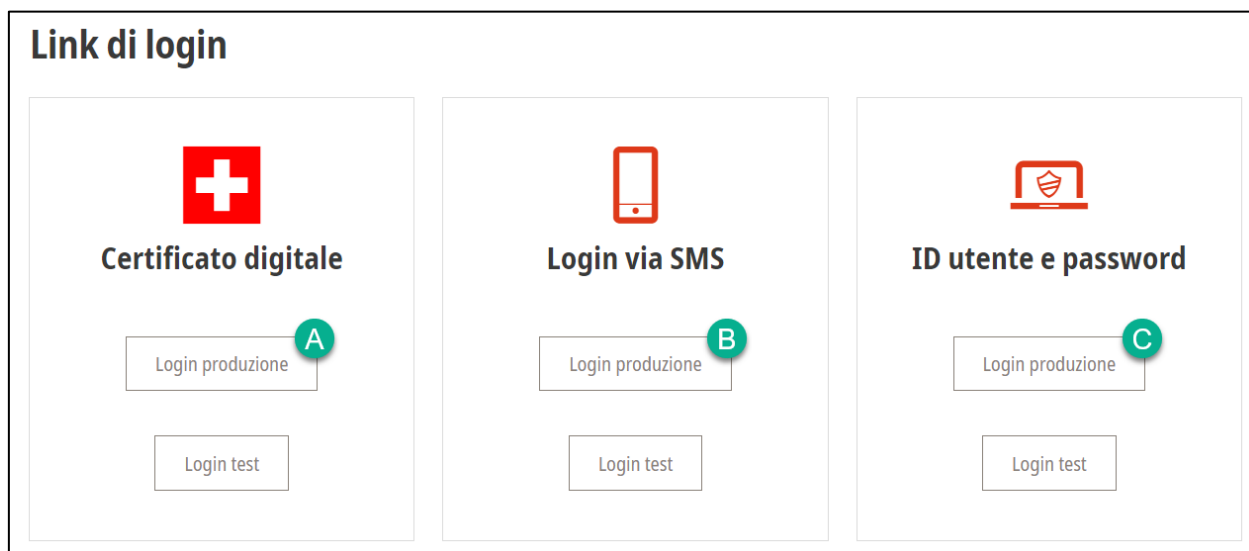 Link di login
Certificato digitale
Login produzione
A
Login test
Login via SMS
Login produzione
B
Login test
ID utente e password
Login produzione
C
Login test